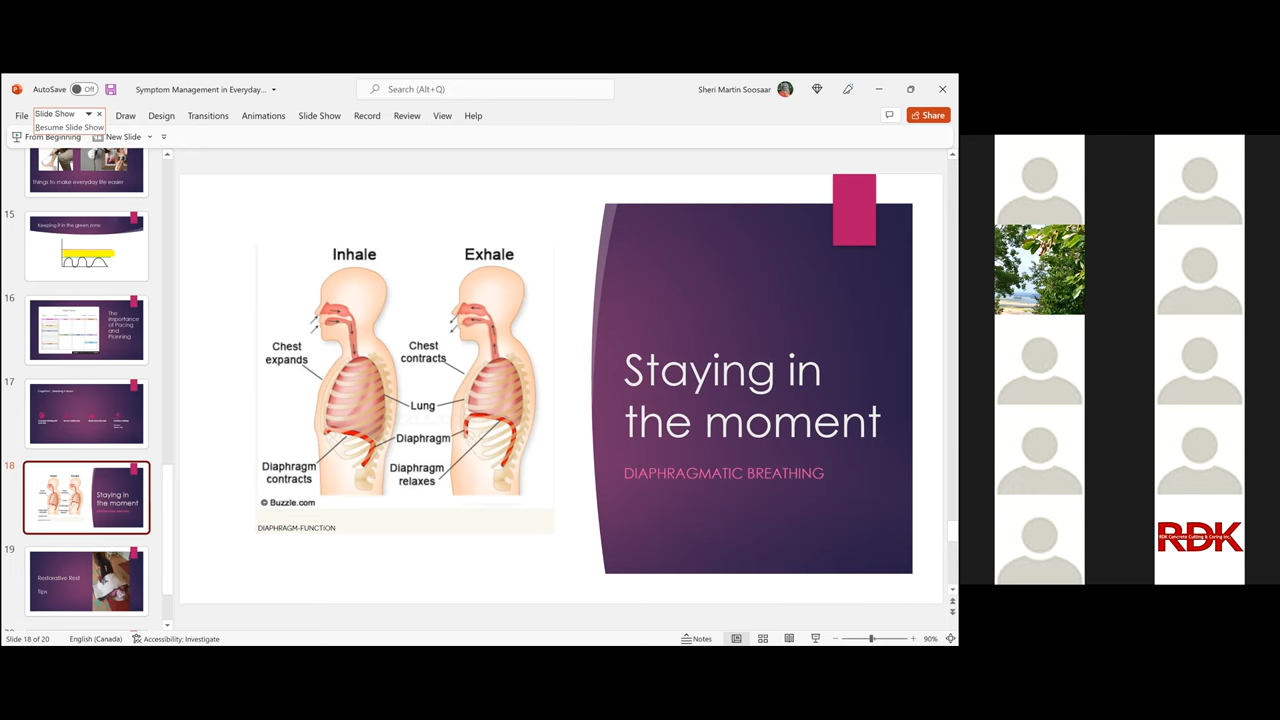 AutoSave Off
Symptom Management in Everyday...
Search (Alt+Q)
Sheri Martin Soosaar
File
Slide Show
Resume Slide Show
Draw
Design
Transitions
Animations
Slide Show
Record
Review
View
Help
Share
From Beginning
New Slide
Things to make everyday life easier
15
Keeping it in the green zone
16
The
importance
of Pacing
and
Planning
17
18
Staying in
the moment
19
Restorative Rest
Tips
Inhale
Exhale
Chest
expands
Chest
contracts
Lung
Diaphragm
Diaphragm
contracts
Diaphragm
relaxes
© Buzzle.com
DIAPHRAGM-FUNCTION
Staying in
the moment
DIAPHRAGMATIC BREATHING
RDK
RDK Concrete Cutting & Coring Inc.
Slide 18 of 20
English (Canada)
Accessibility: Investigate
Notes
90%